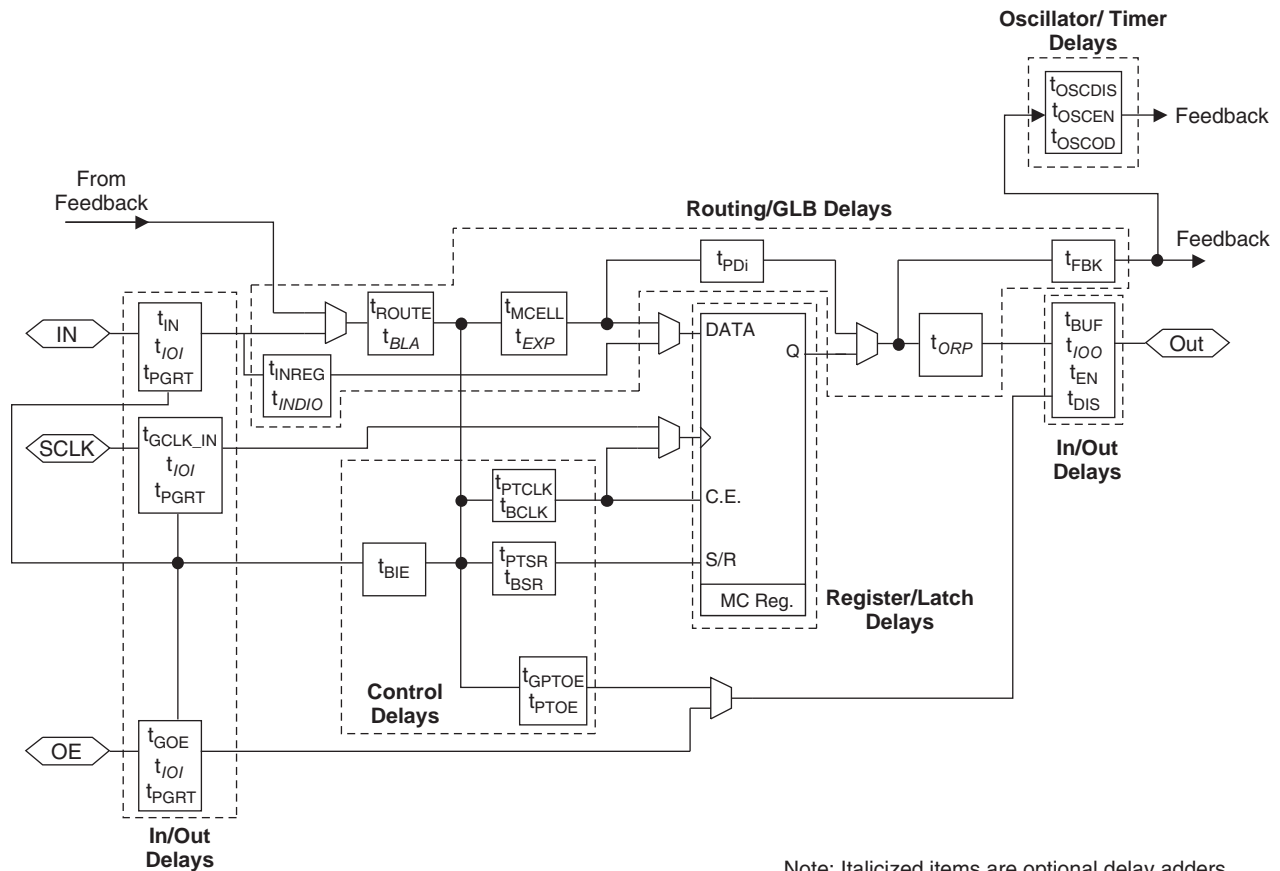 Oscillator/ Timer
Delays
tOSCDIS
tOSCEN
tOSCOD
Feedback
From
Feedback
Routing/GLB Delays
Feedback
tPDi
tFBK
IN
tIN
tIOI
tPGRT
tROUTE
tBLA
tMCELL
tEXP
tINREG
tINDIO
DATA
Q
tORP
tBUF
tIOO
tEN
tDIS
Out
In/Out
Delays
SCLK
tGCLK_IN
tIOI
tPGRT
tPTCLK
tBCLK
C.E.
tBIE
tPTSR
tBSR
S/R
MC Reg.
Register/Latch
Delays
Control
Delays
tGPTOE
tPTOE
OE
tGOE
tIOI
tPGRT
In/Out
Delays
Note: Italicized items are optional delay adders